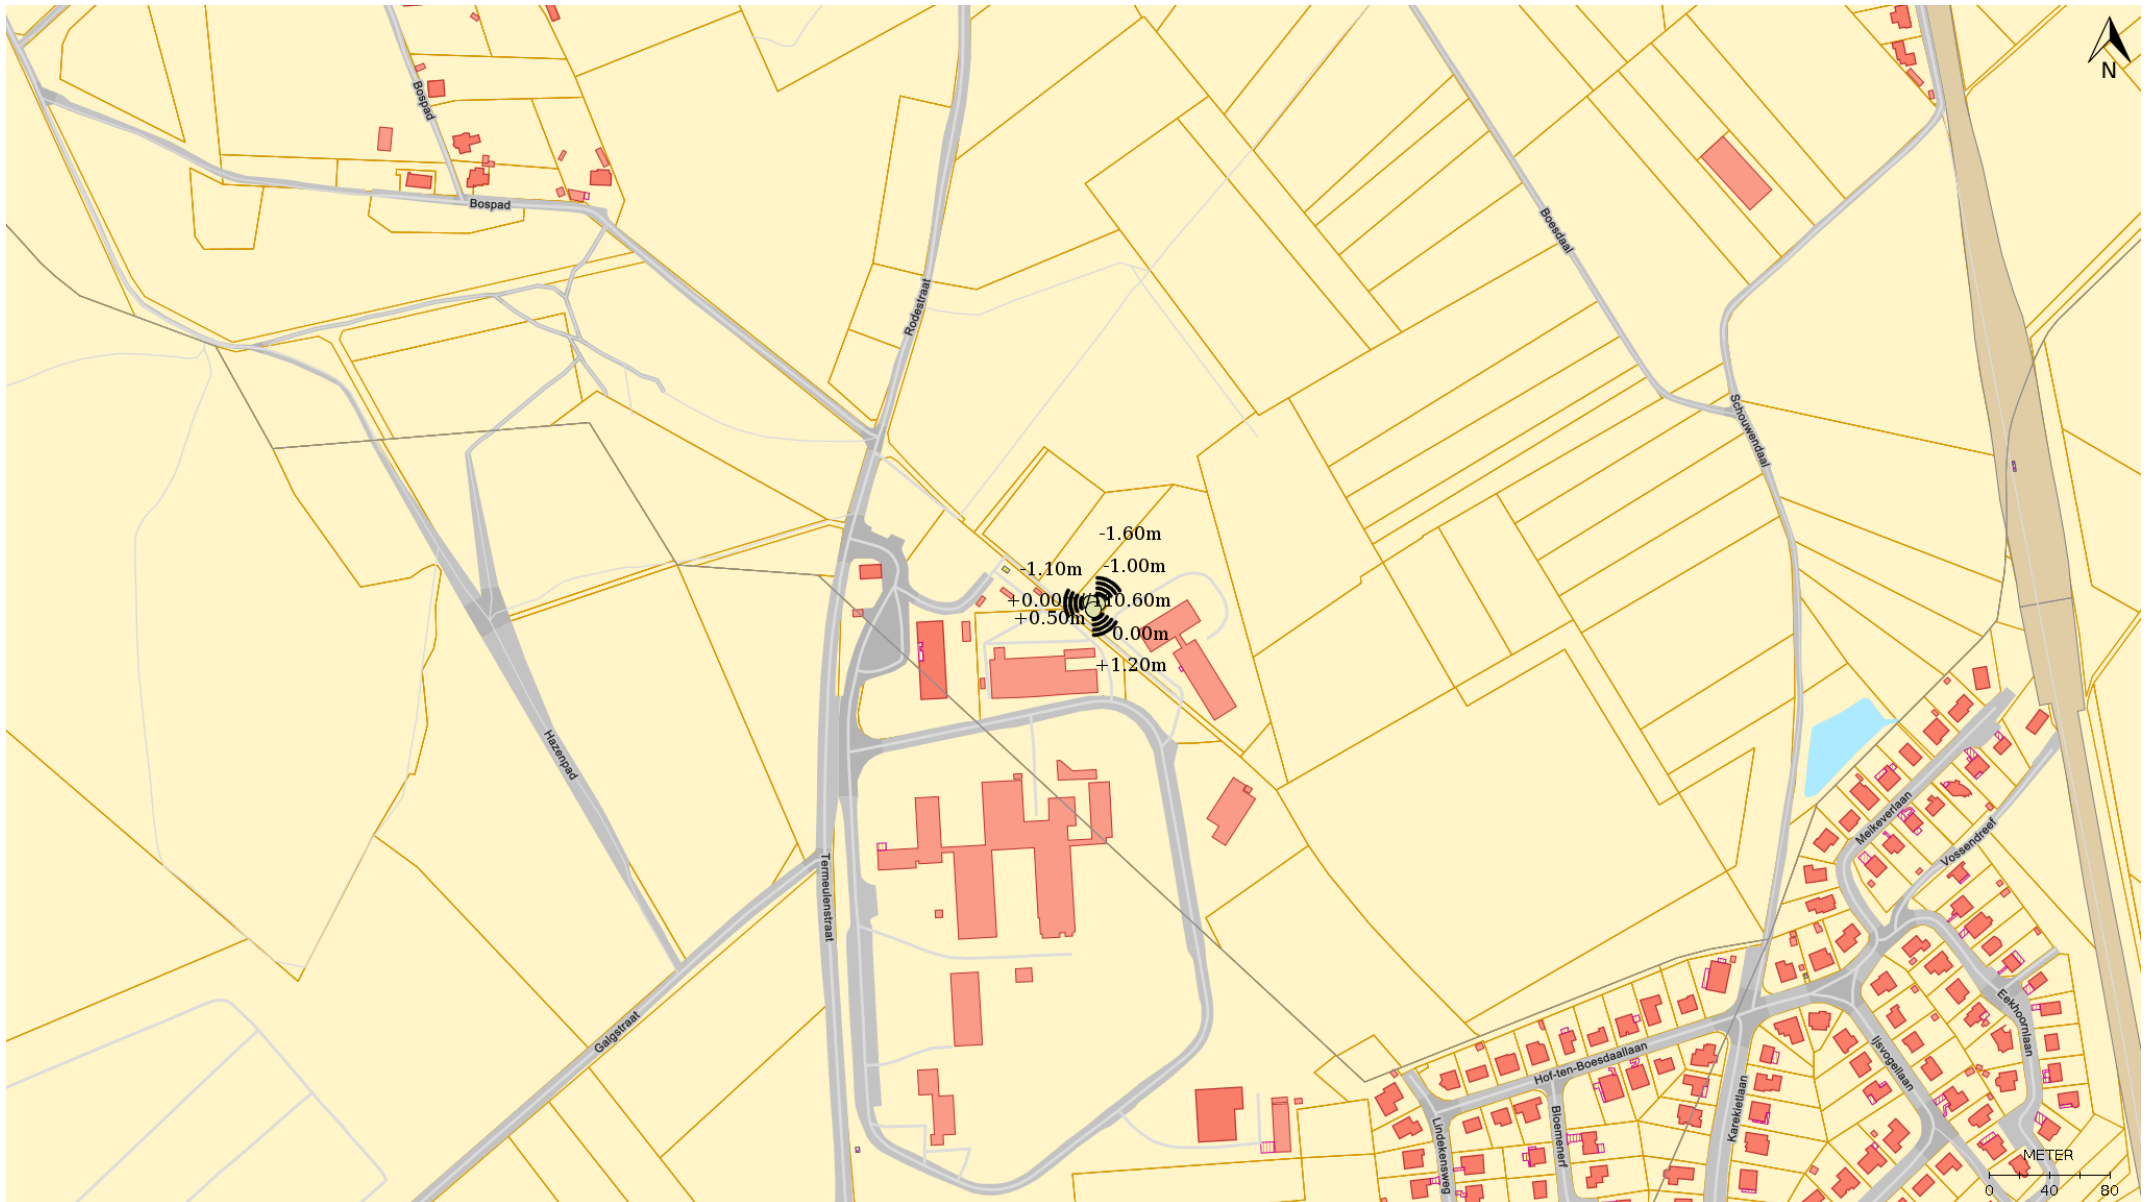 N
Bospad
Bospad
Boesdaal
Rodestraat
Schouwendaal
-1.60m
-1.10m
-1.00m
+0.00m
110.60m
+0.50m
0.00m
+1.20m
Hazenpad
Meikeverlaan
Vossendreef
Termeulenstraat
Galgstraat
Eekhoornlaan
Ijsvogellaan
Hof-ten-Boesdaallaan
Karekietlaan
Bloemenerf
Lindekensweg
METER
0 40 80